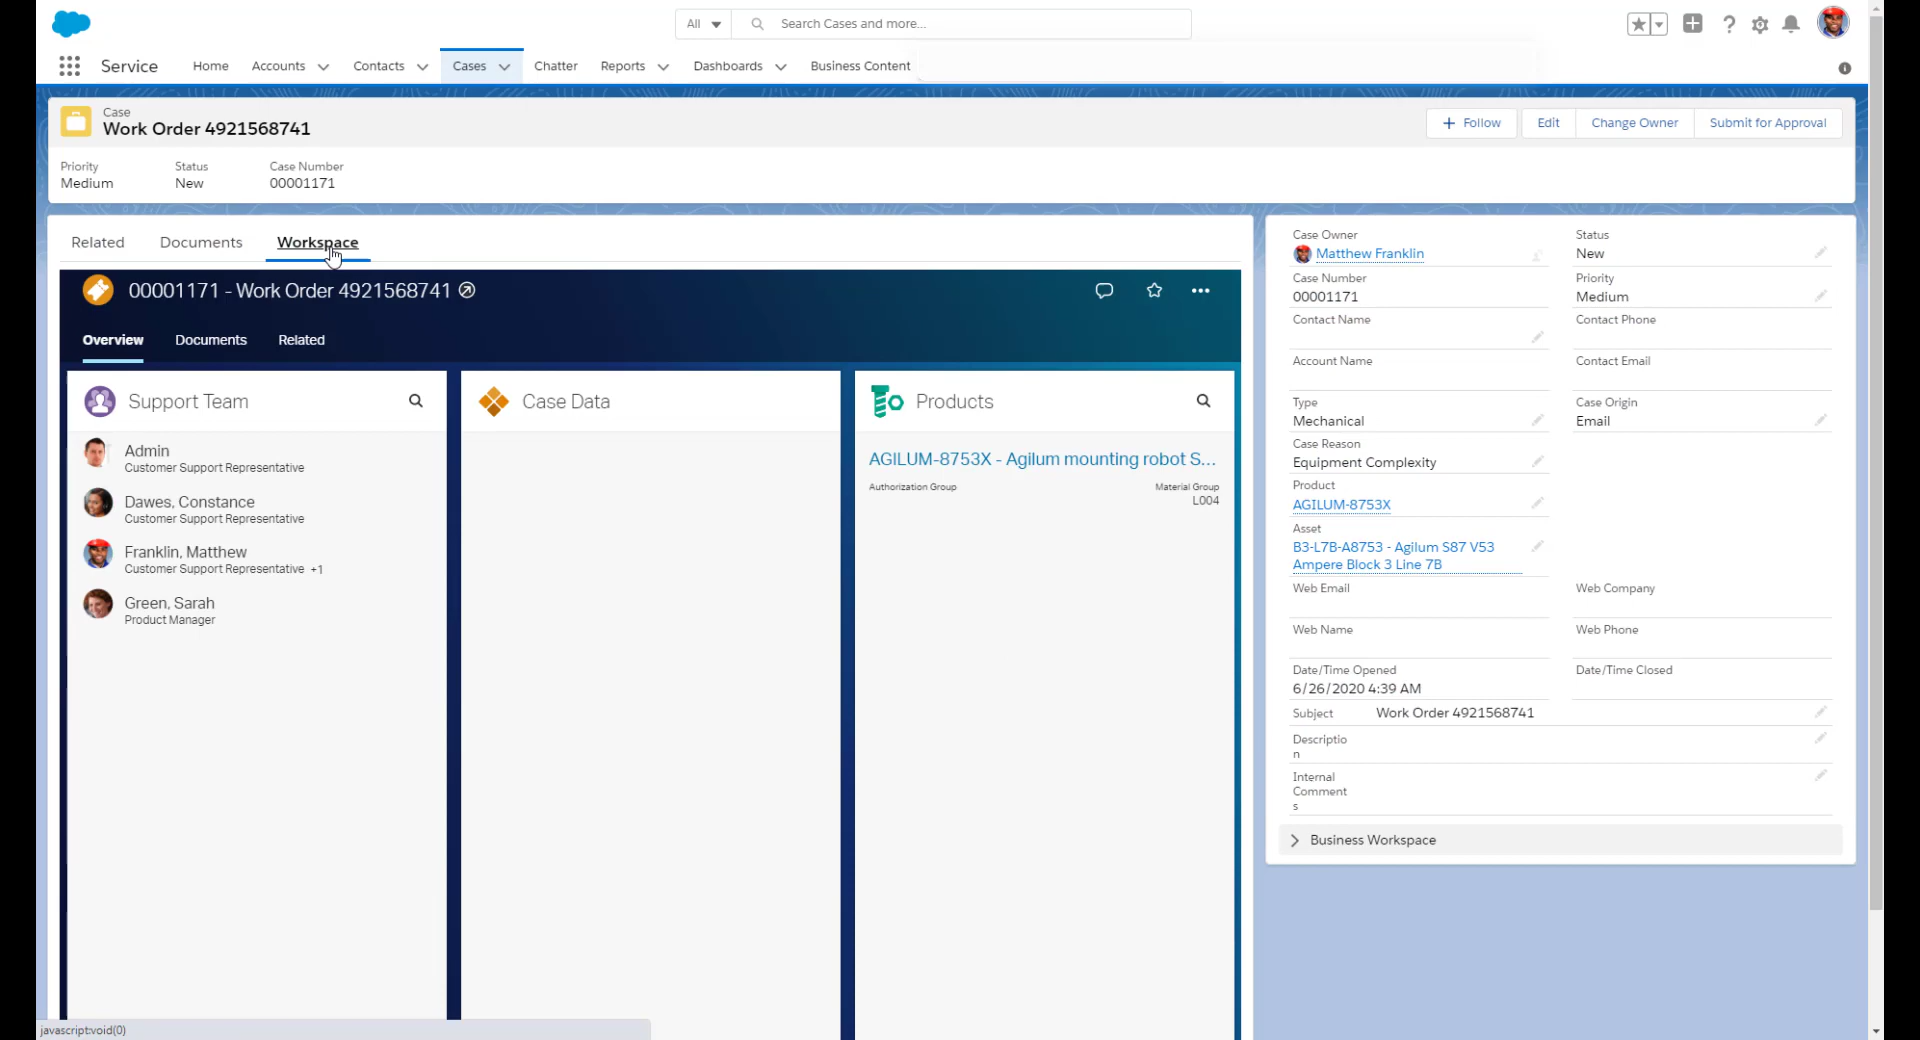 All
Search Cases and more...
Service
Home
Accounts
Contacts
Cases
Chatter
Reports
Dashboards
Business Content
Case
Work Order 4921568741
Follow
Edit
Change Owner
Submit for Approval
Priority
Medium
Status
New
Case Number
00001171
Related
Documents
Workspace
00001171 - Work Order 4921568741
Overview
Documents
Related
Support Team
Admin
Customer Support Representative
Dawes, Constance
Customer Support Representative
Franklin, Matthew
Customer Support Representative +1
Green, Sarah
Product Manager
Case Data
Products
AGILUM-8753X - Agilum mounting robot S...
Authorization Group
Material Group
L004
Case Owner
Matthew Franklin
Status
New
Case Number
00001171
Priority
Medium
Contact Name
Contact Phone
Account Name
Contact Email
Type
Mechanical
Case Origin
Email
Case Reason
Equipment Complexity
Product
AGILUM-8753X
Asset
B3-L7B-A8753 - Agilum S87 V53
Ampere Block 3 Line 7B
Web Email
Web Company
Web Name
Web Phone
Date/Time Opened
6/26/2020 4:39 AM
Date/Time Closed
Subject
Work Order 4921568741
Descriptio
n
Internal
Comment
s
Business Workspace
javascript:void(0)